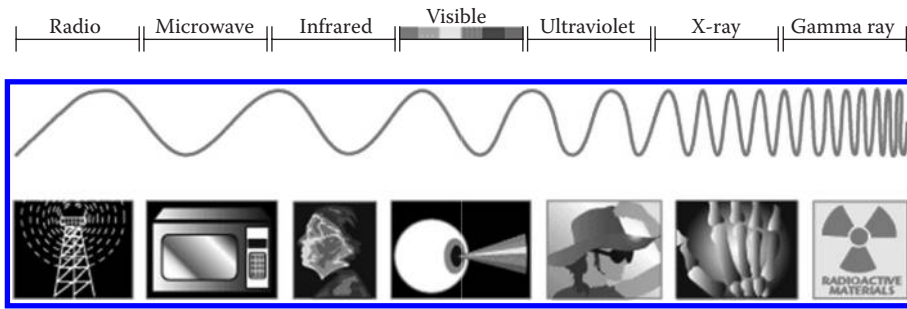 Radio Microwave Infrared Visible Ultraviolet X-ray Gamma ray
RADIOACTIVE
MATERIALS